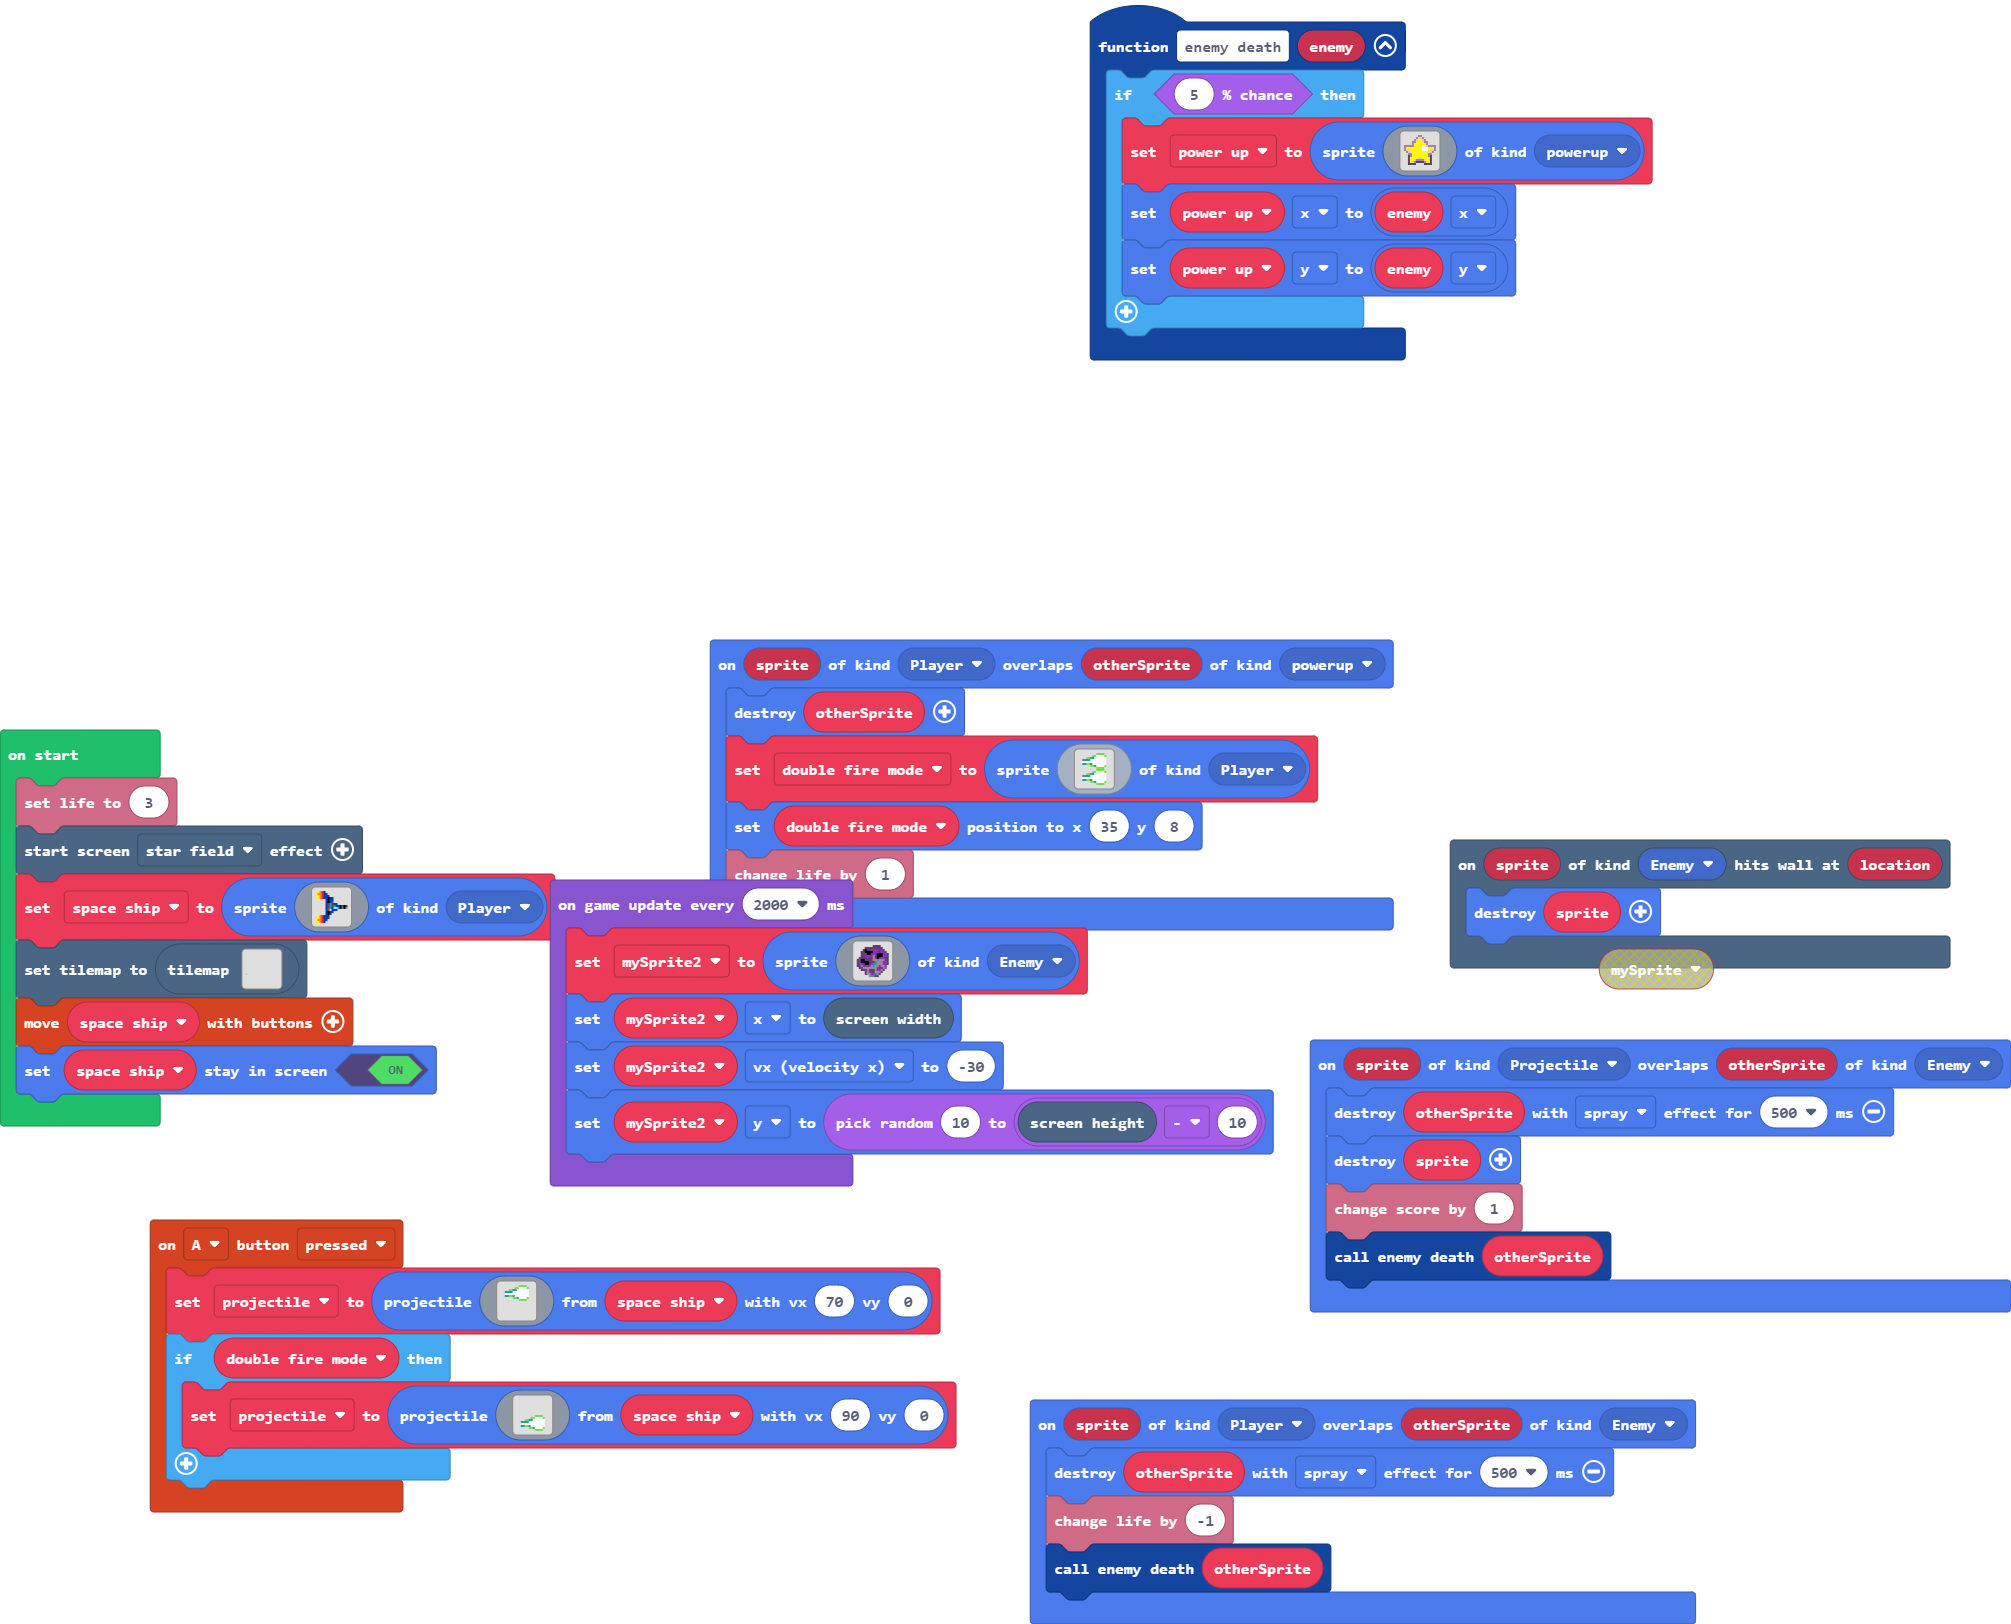 function enemy death enemy
if 5 % chance then
set power up to sprite of kind powerup
set power up x to enemy x
set power up y to enemy y
on sprite of kind Player overlaps otherSprite of kind powerup
destroy otherSprite
set double fire mode to sprite of kind Player
set double fire mode position to x 35 y 8
change life by 1
on start
set life to 3
start screen star field effect
set space ship to sprite of kind Player
set tilemap to tilemap
move space ship with buttons
set space ship stay in screen ON
on game update every 2000 ms
set mySprite2 to sprite of kind Enemy
set mySprite2 x to screen width
set mySprite2 vx (velocity x) to -30
set mySprite2 y to pick random 10 to screen height - 10
on sprite of kind Enemy hits wall at location
destroy sprite
mySprite
on sprite of kind Projectile overlaps otherSprite of kind Enemy
destroy otherSprite with spray effect for 500 ms
destroy sprite
change score by 1
call enemy death otherSprite
on A button pressed
set projectile to projectile from space ship with vx 70 vy 0
if double fire mode then
set projectile to projectile from space ship with vx 90 vy 0
on sprite of kind Player overlaps otherSprite of kind Enemy
destroy otherSprite with spray effect for 500 ms
change life by -1
call enemy death otherSprite